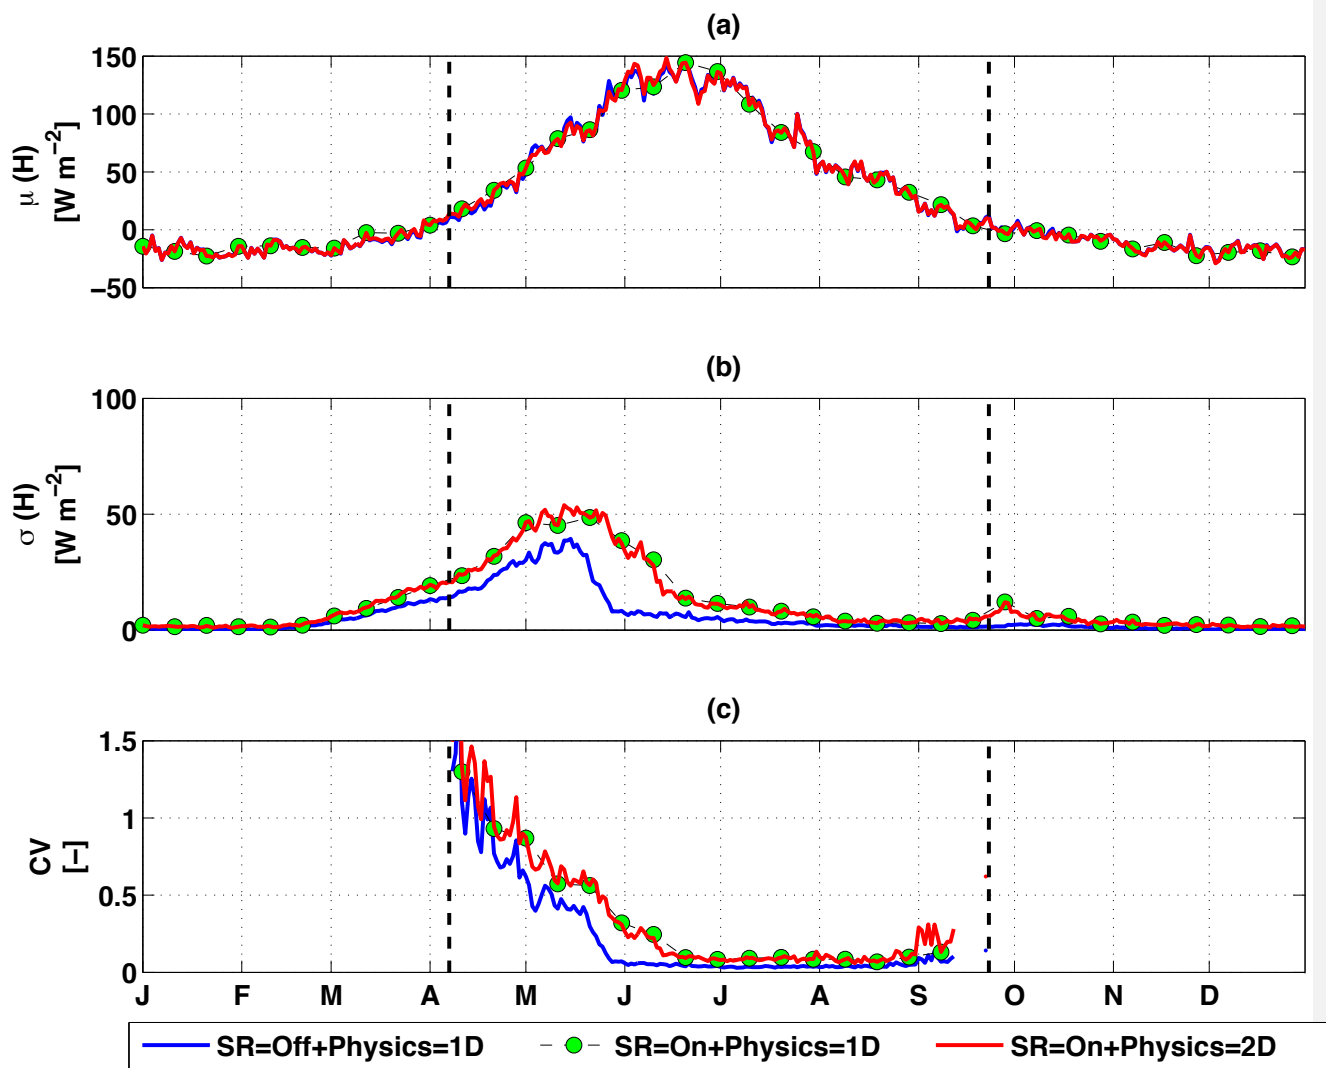 (a)
150
100
50
0
−50
μ (H)
[W m−2]
(b)
100
50
0
σ (H)
[W m−2]
(c)
1.5
1
0.5
0
CV
[−]
J F M A M J J A S O N D
SR=Off+Physics=1D SR=On+Physics=1D SR=On+Physics=2D